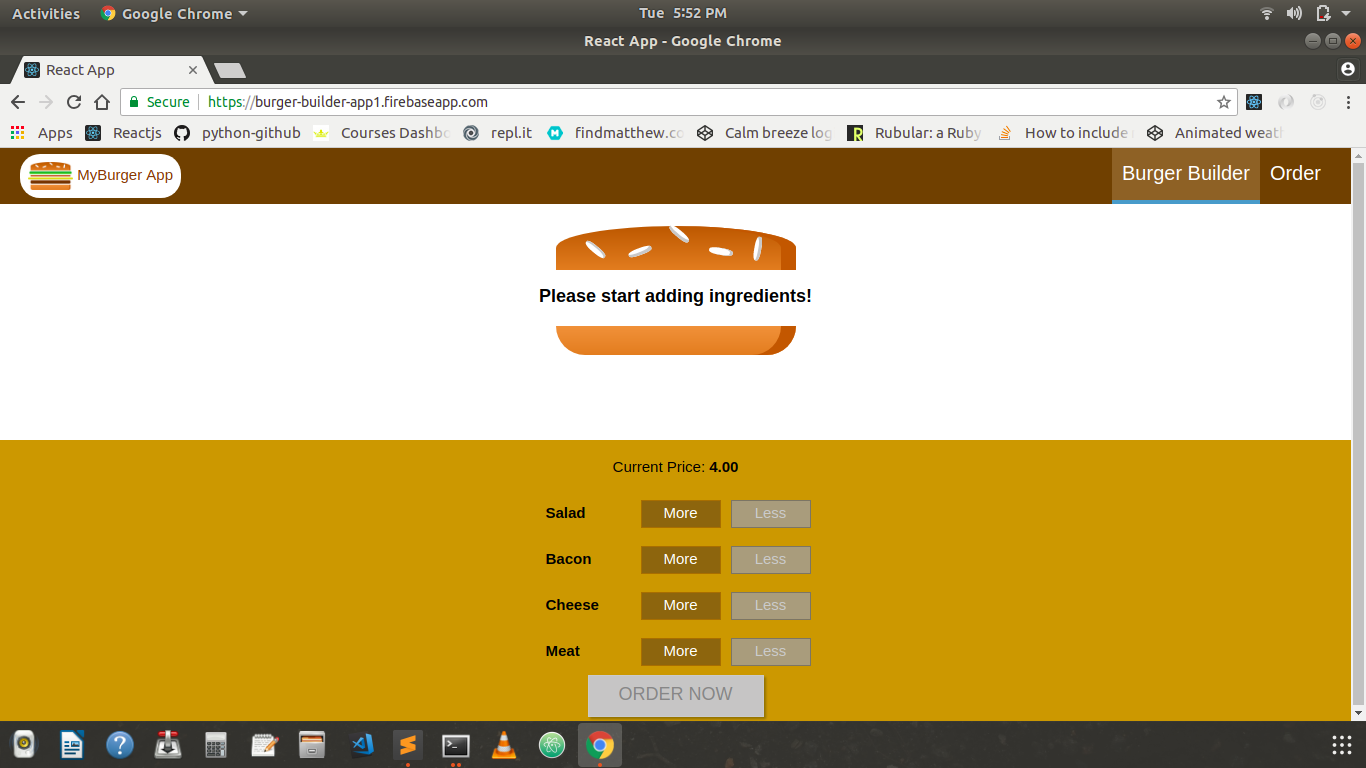 Activities Google Chrome Tue 5:52 PM
React App - Google Chrome
React App
Secure https://burger-builder-app1.firebaseapp.com
Apps Reactjs python-github Courses Dashbo repl.it findmatthew.co Calm breeze log Rubular: a Ruby How to include Animated weat
MyBurger App Burger Builder Order
Please start adding ingredients!
Current Price: 4.00
Salad More Less
Bacon More Less
Cheese More Less
Meat More Less
ORDER NOW